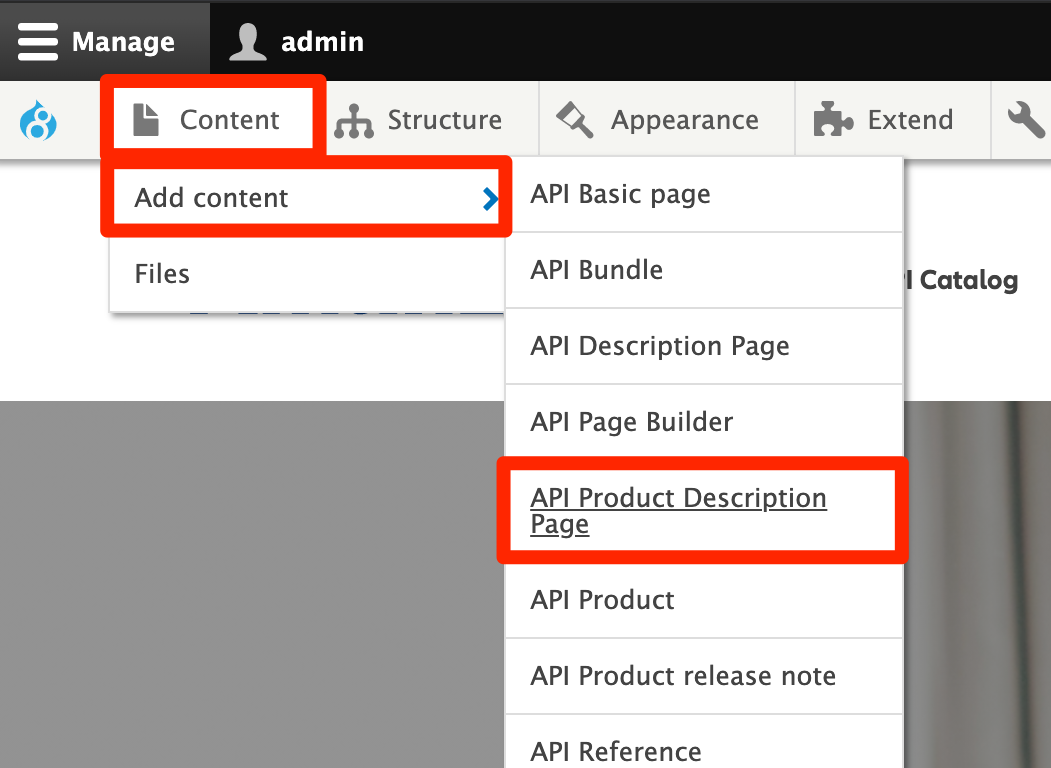 Manage
admin
Content
Structure
Appearance
Extend
Add content
Files
API Basic page
API Bundle
API Description Page
API Page Builder
API Product Description
Page
API Product
API Product release note
API Reference
Catalog